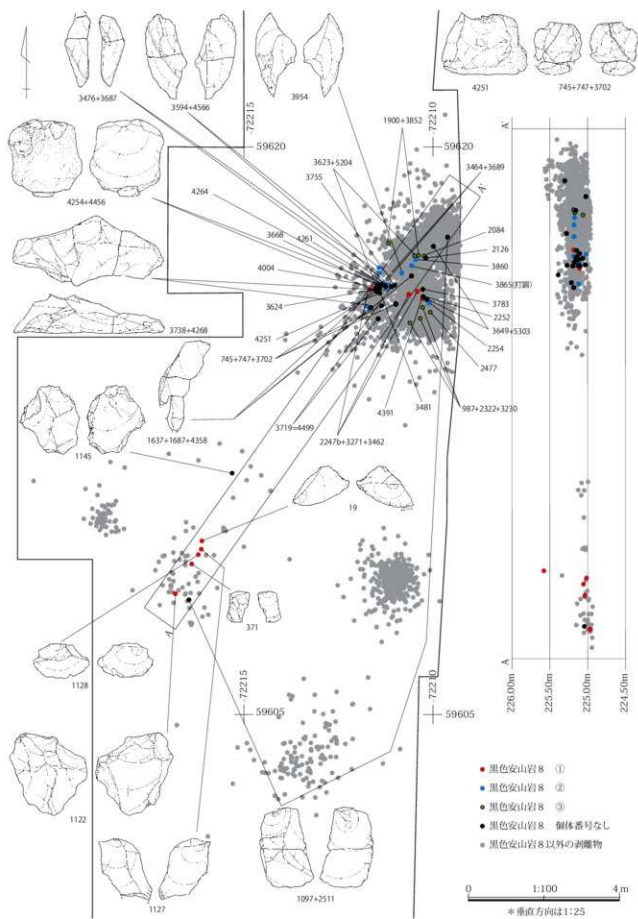 3476+3687
3594+4566
3954
4251
745+747+3702
72215
59620
72210
59620
1900+3852
3623+5204
3755
3464+3689
A'
A'
4254+4456
4264
3668
4261
4004
3624
4251
745+747+3702
3738+4268
2084
2126
3860
3865(打調)
3783
2252
3649+5303
2254
2477
987+2322+3230
3481
4391
2247b+3271+3462
3719=4499
1637+1687+4358
1145
19
371
A
A
1128
1122
1127
1097+2511
72215
59605
72210
59605
226.00m
225.50m
225.00m
224.50m
黒色安山岩8 ①
黒色安山岩8 ②
黒色安山岩8 ③
黒色安山岩8 個体番号なし
黒色安山岩8以外の剥離物
0 1:100 4 m
＊垂直方向は1:25